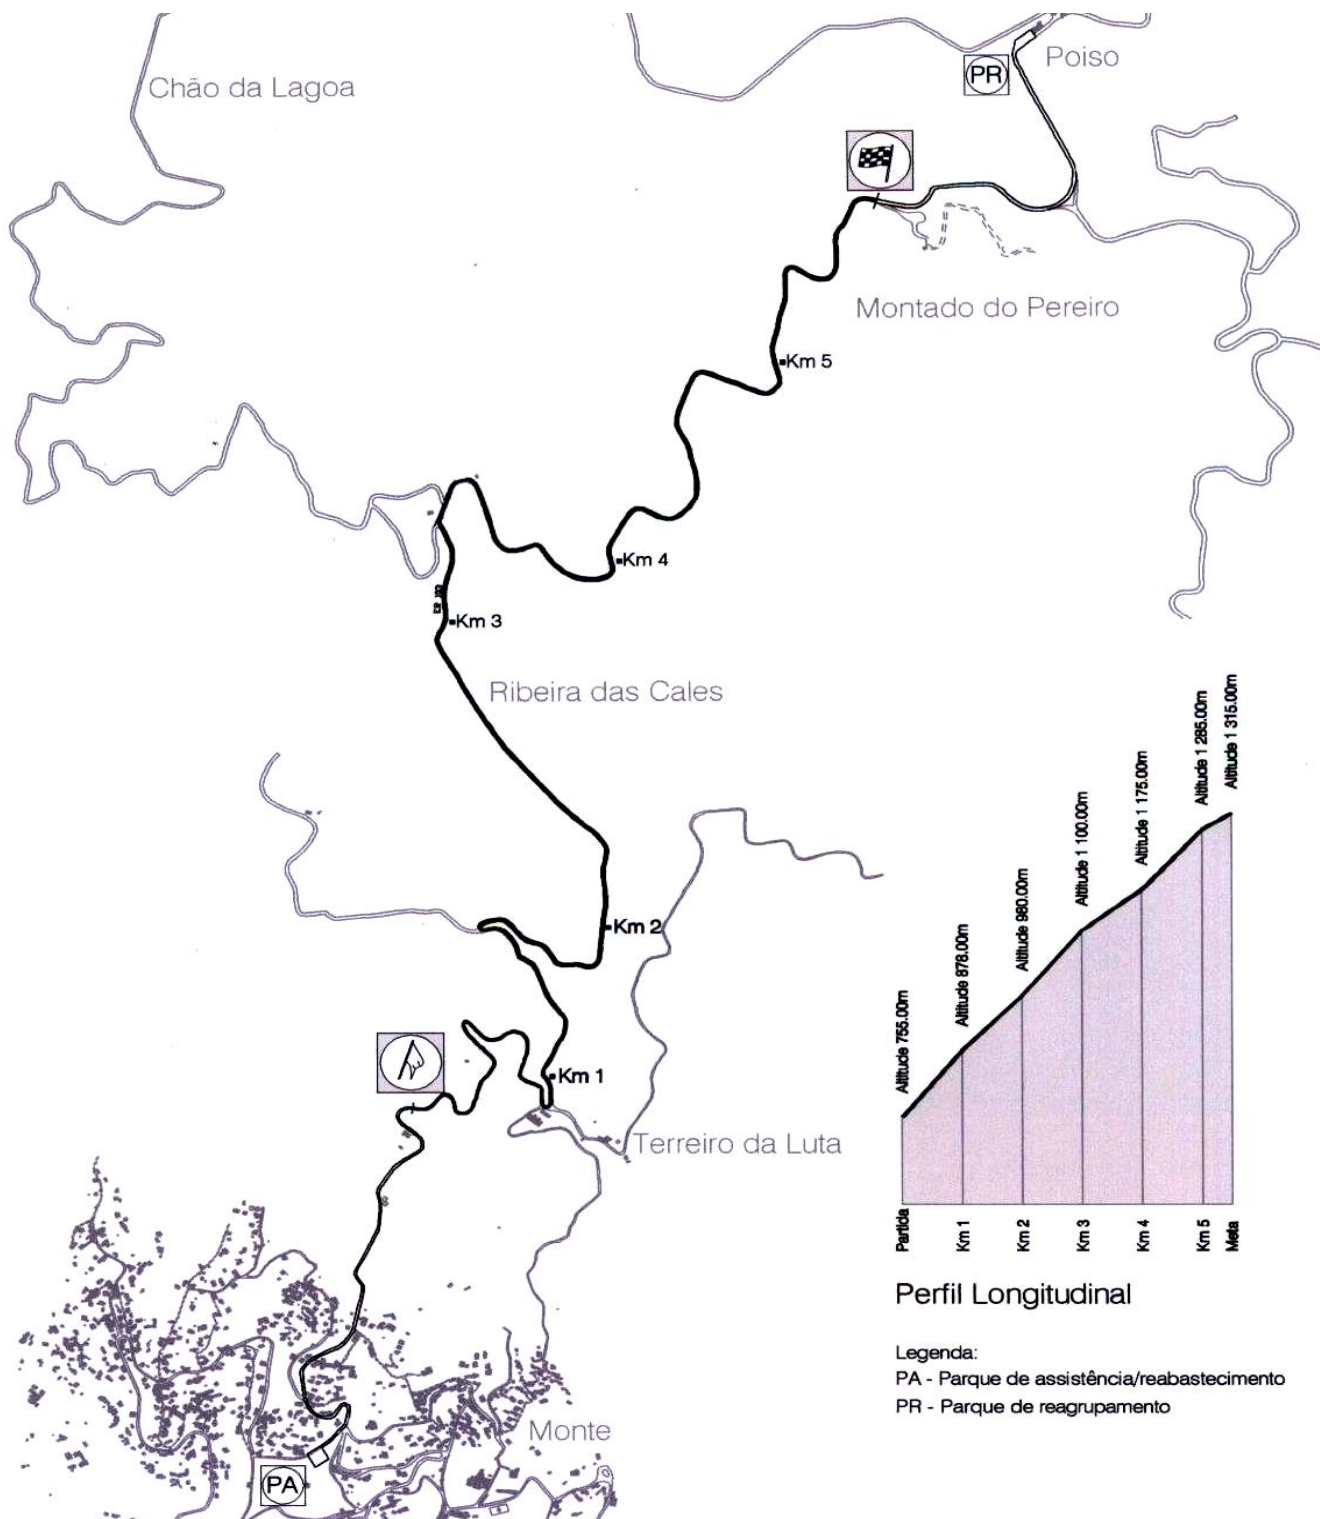 Chão da Lagoa
Poiso
PR
Montado do Pereiro
Km 5
Km 4
Km 3
Ribeira das Cales
Km 2
Km 1
Terreiro da Luta
Monte
PA
Altitude 755.00m
Altitude 878.00m
Altitude 980.00m
Altitude 1 100.00m
Altitude 1 175.00m
Altitude 1 285.00m
Altitude 1 315.00m
Partida
Km 1
Km 2
Km 3
Km 4
Km 5
Meta
Perfil Longitudinal
Legenda:
PA - Parque de assistência/reabastecimento
PR - Parque de reagrupamento